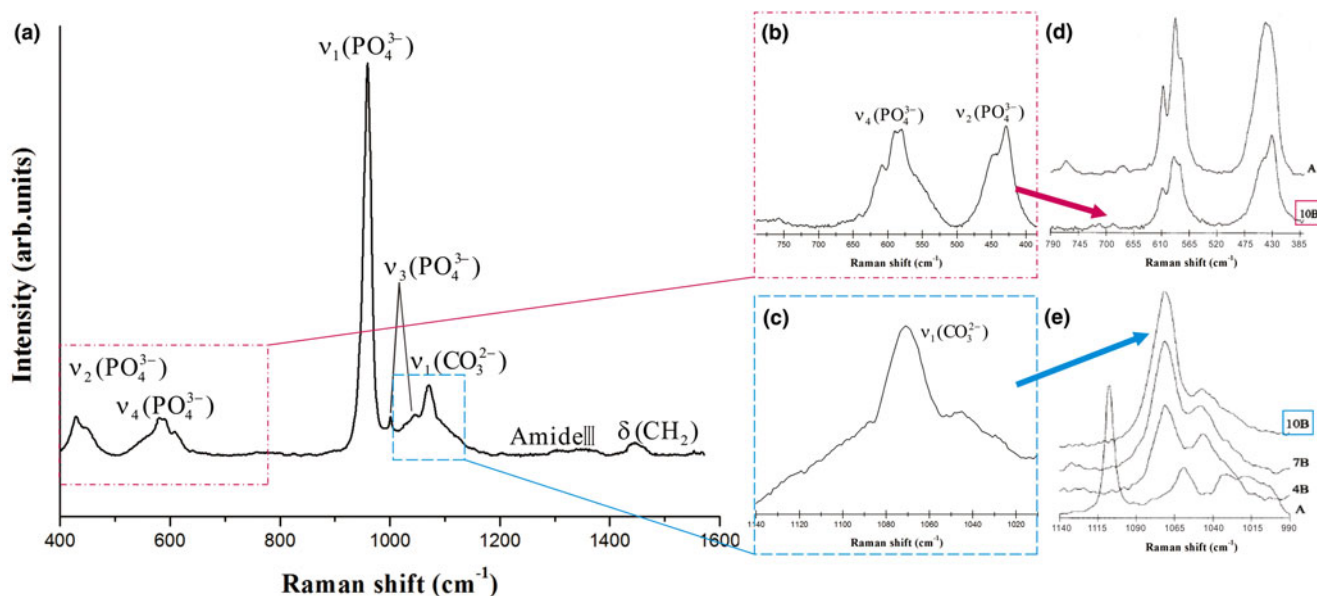 (a)
ν₁(PO₄³⁻)
ν₃(PO₄³⁻)
ν₁(CO₃²⁻)
ν₂(PO₄³⁻)
ν₄(PO₄³⁻)
AmideⅢ
δ(CH₂)
Intensity (arb.units)
400 600 800 1000 1200 1400 1600
Raman shift (cm⁻¹)
(b)
ν₄(PO₄³⁻)
ν₂(PO₄³⁻)
750 700 650 600 550 500 450 400
Raman shift (cm⁻¹)
(c)
ν₁(CO₃²⁻)
1140 1120 1100 1080 1060 1040 1020
Raman shift (cm⁻¹)
(d)
A
10B
790 745 700 655 610 565 520 475 430 385
Raman shift (cm⁻¹)
(e)
10B
7B
4B
A
1140 1115 1090 1065 1040 1015 990
Raman shift (cm⁻¹)